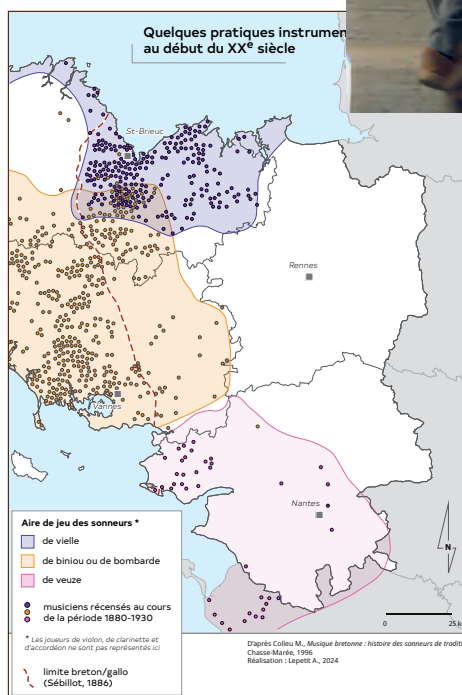 Quelques pratiques
au début du XXe siècle
St-Brieuc
Rennes
Vannes
Nantes
Aire de jeu des sonneurs *
de vielle
de biniou ou de bombarde
de veuze
musiciens récensés au cours
de la période 1880-1930
* Les joueurs de violon, de clarinette et
d'accordéon ne sont pas représentés ici
limite breton/gallo
(Sébillot, 1886)
N
0 25
D'après Colleu M., Musique bretonne : histoire des sonneurs de
Chasse-Marée, 1996
Réalisation : Lepetit A., 2024